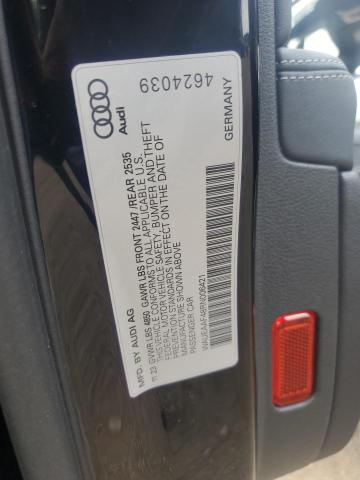 Audi
4624039
MFD. BY AUDI AG
GERMANY
11 23 GVWR LBS 4850 GAWR LBS FRONT 2447 /REAR 2535
THIS VEHICLE CONFORMS TO ALL APPLICABLE U.S.
FEDERAL MOTOR VEHICLE SAFETY, BUMPER AND THEFT
PREVENTION STANDARDS IN EFFECT ON THE DATE OF
MANUFACTURE SHOWN ABOVE.
PASSENGER CAR
WAUEAAF48RN006421